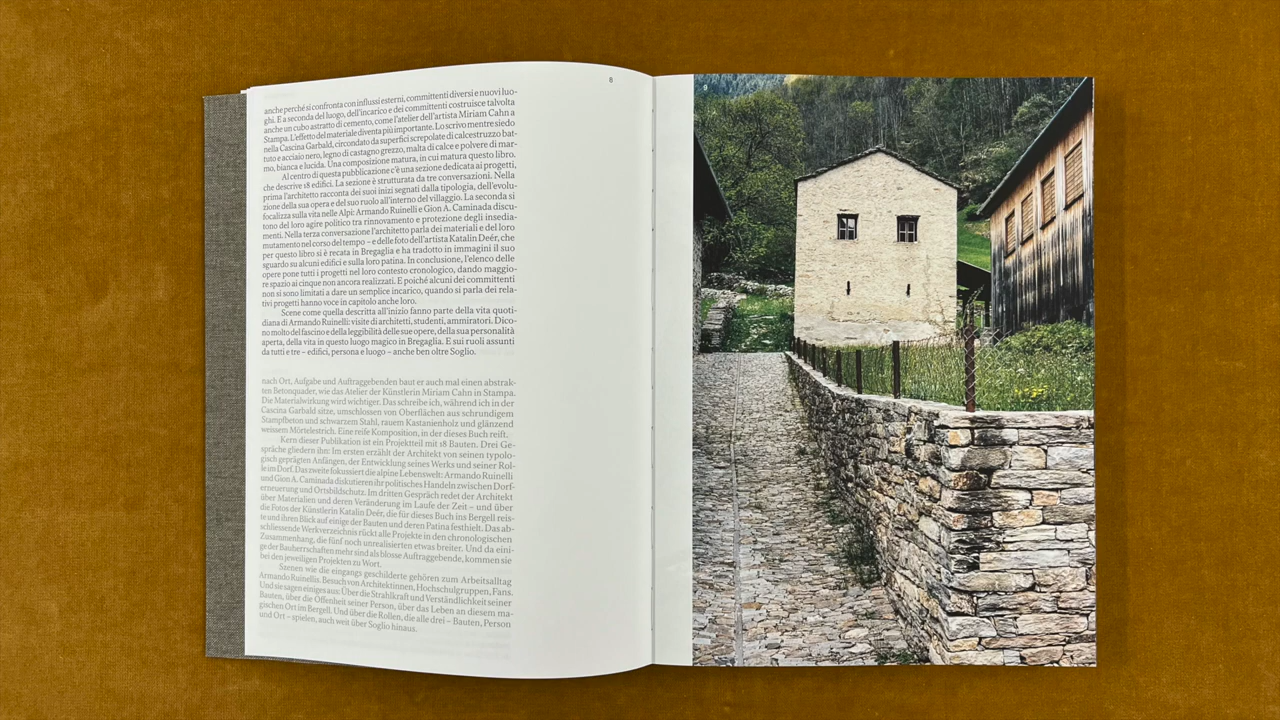 8
anche perché si confronta con influssi esterni, committenti diversi e nuovi luo-
ghi. E a seconda del luogo, dell'incarico e dei committenti costruisce talvolta
anche un cubo astratto di cemento, come l'atelier dell'artista Miriam Cahn a
Stampa. L'effetto del materiale diventa più importante. Lo scrivo mentre siedo
nella Cascina Garbald, circondato da superfici screpolate di calcestruzzo bat-
tuto e acciaio nero, legno di castagno grezzo, malta di calce e polvere di mar-
mo, bianca e lucida. Una composizione matura, in cui matura questo libro.
Al centro di questa pubblicazione c'è una sezione dedicata ai progetti,
che descrive 18 edifici. La sezione è strutturata da tre conversazioni. Nella
prima l'architetto racconta dei suoi inizi segnati dalla tipologia, dell'evolu-
zione della sua opera e del suo ruolo all'interno del villaggio. La seconda si
focalizza sulla vita nelle Alpi: Armando Ruinelli e Gion A. Caminada discu-
tono del loro agire politico tra rinnovamento e protezione degli insedia-
menti. Nella terza conversazione l'architetto parla dei materiali e del loro
mutamento nel corso del tempo – e delle foto dell'artista Katalin Deér, che
per questo libro si è recata in Bregaglia e ha tradotto in immagini il suo
sguardo su alcuni edifici e sulla loro patina. In conclusione, l'elenco delle
opere pone tutti i progetti nel loro contesto cronologico, dando maggio-
re spazio ai cinque non ancora realizzati. E poiché alcuni dei committenti
non si sono limitati a dare un semplice incarico, quando si parla dei rela-
tivi progetti hanno voce in capitolo anche loro.
Scene come quella descritta all'inizio fanno parte della vita quoti-
diana di Armando Ruinelli: visite di architetti, studenti, ammiratori. Dico-
no molto del fascino e della leggibilità delle sue opere, della sua personalità
aperta, della vita in questo luogo magico in Bregaglia. E sui ruoli assunti
da tutti e tre – edifici, persona e luogo – anche ben oltre Soglio.
nach Ort, Aufgabe und Auftraggebenden baut er auch mal einen abstrak-
ten Betonquader, wie das Atelier der Künstlerin Miriam Cahn in Stampa.
Die Materialwirkung wird wichtiger. Das schreibe ich, während ich in der
Cascina Garbald sitze, umschlossen von Oberflächen aus schrundigem
Stampfbeton und schwarzem Stahl, rauem Kastanienholz und glänzend
weissem Mörtelestrich. Eine reife Komposition, in der dieses Buch reift.
Kern dieser Publikation ist ein Projektteil mit 18 Bauten. Drei Ge-
spräche gliedern ihn: Im ersten erzählt der Architekt von seinen typolo-
gisch geprägten Anfängen, der Entwicklung seines Werks und seiner Rol-
le im Dorf. Das zweite fokussiert die alpine Lebenswelt: Armando Ruinelli
und Gion A. Caminada diskutieren ihr politisches Handeln zwischen Dorf-
erneuerung und Ortsbildschutz. Im dritten Gespräch redet der Architekt
über Materialien und deren Veränderung im Laufe der Zeit – und über
die Fotos der Künstlerin Katalin Deér, die für dieses Buch ins Bergell reis-
te und ihren Blick auf einige der Bauten und deren Patina festhielt. Das ab-
schliessende Werkverzeichnis rückt alle Projekte in den chronologischen
Zusammenhang, die fünf noch unrealisierten etwas breiter. Und da eini-
ge der Bauherrschaften mehr sind als blosse Auftraggebende, kommen sie
bei den jeweiligen Projekten zu Wort.
Szenen wie die eingangs geschilderte gehören zum Arbeitsalltag
Armando Ruinellis. Besuch von Architektinnen, Hochschulgruppen, Fans.
Und sie sagen einiges aus: Über die Strahlkraft und Verständlichkeit seiner
Bauten, über die Offenheit seiner Person, über das Leben an diesem ma-
gischen Ort im Bergell. Und über die Rollen, die alle drei – Bauten, Person
und Ort – spielen, auch weit über Soglio hinaus.